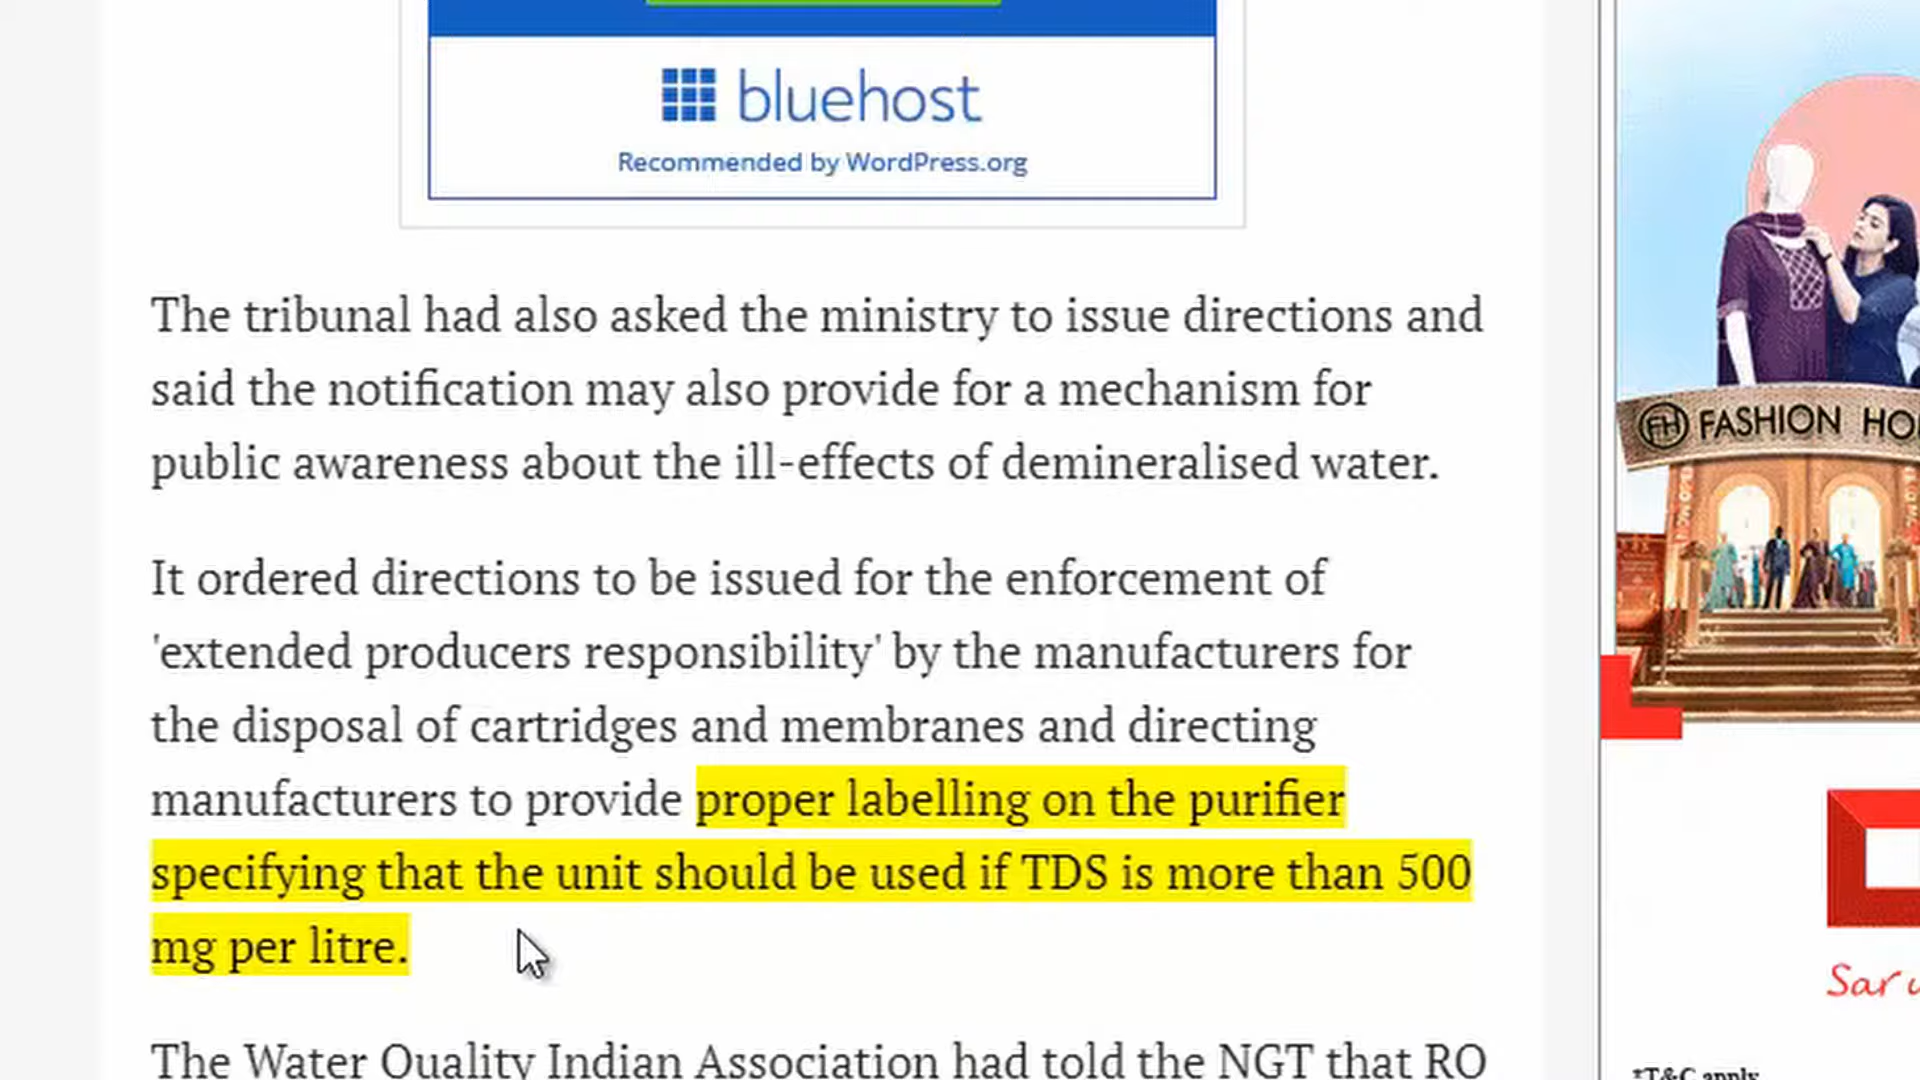 bluehost
Recommended by WordPress.org
The tribunal had also asked the ministry to issue directions and
said the notification may also provide for a mechanism for
public awareness about the ill-effects of demineralised water.
It ordered directions to be issued for the enforcement of
'extended producers responsibility' by the manufacturers for
the disposal of cartridges and membranes and directing
manufacturers to provide proper labelling on the purifier
specifying that the unit should be used if TDS is more than 500
mg per litre.
The Water Quality Indian Association had told the NGT that RO
FH FASHION
Sar
*T&C apply